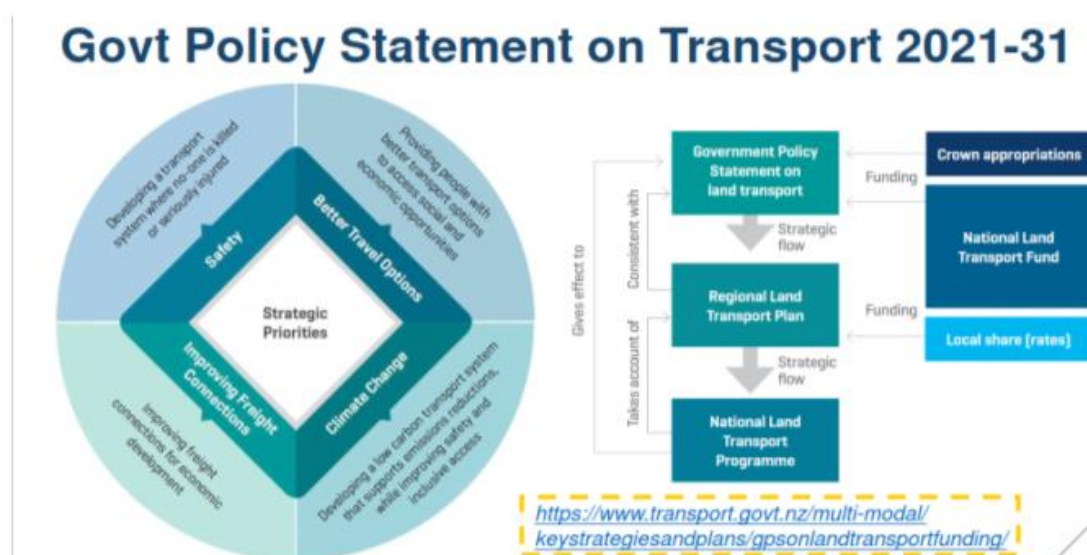 Govt Policy Statement on Transport 2021-31
Developing a transport
system where no-one is killed
or seriously injured
Providing people with
better transport options
to access social and
economic opportunities
Safety
Better Travel Options
Strategic
Priorities
Improving Freight
Connections
Climate Change
Improving freight
connections for economic
development
Developing a low carbon transport system
that supports emissions reductions,
while improving safety and
inclusive access
Gives effect to
Consistent with
Takes account of
Government Policy
Statement on
land transport
Strategic
flow
Regional Land
Transport Plan
Strategic
flow
National Land
Transport
Programme
Funding
Funding
Crown appropriations
National Land
Transport Fund
Local share [rates]
https://www.transport.govt.nz/multi-modal/
keystrategiesandplans/gpsonlandtransportfunding/